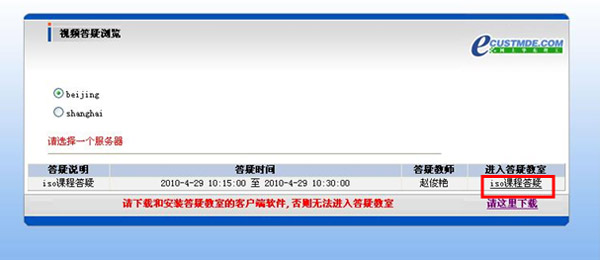 视频答疑浏览
eCUSTMDE.COM
beijing
shanghai
请选择一个服务器
答疑说明 答疑时间 答疑教师 进入答疑教室
iso课程答疑 2010-4-29 10:15:00 至 2010-4-29 10:30:00 赵俊艳 iso课程答疑
请下载和安装答疑教室的客户端软件,否则无法进入答疑教室 请这里下载